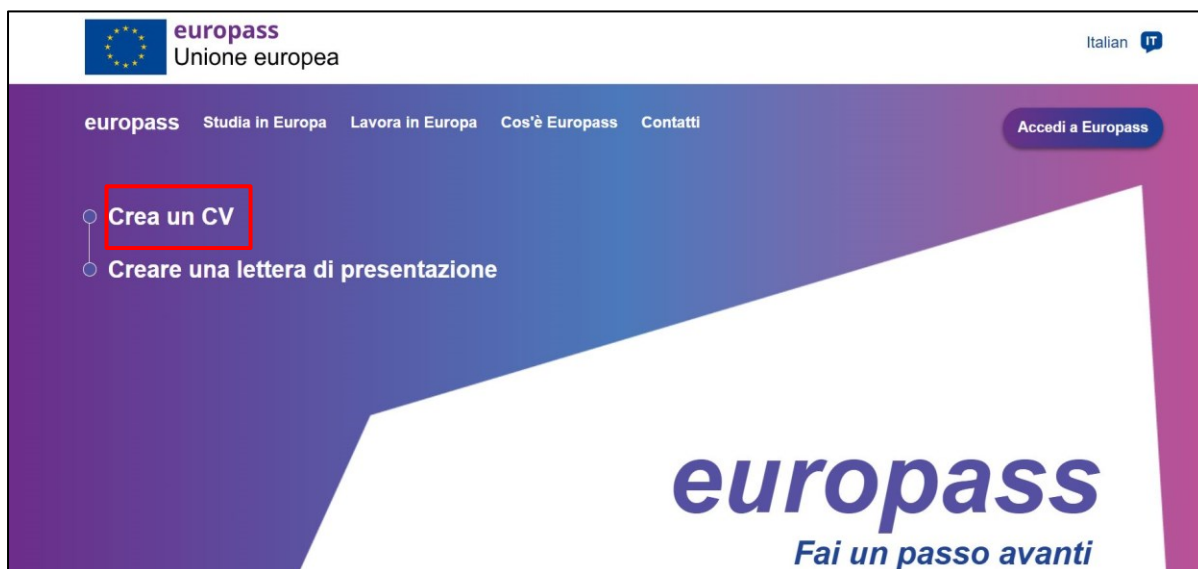 europass
Unione europea
Italian IT
europass Studia in Europa Lavora in Europa Cos'è Europass Contatti Accedi a Europass
Crea un CV
Creare una lettera di presentazione
europass
Fai un passo avanti